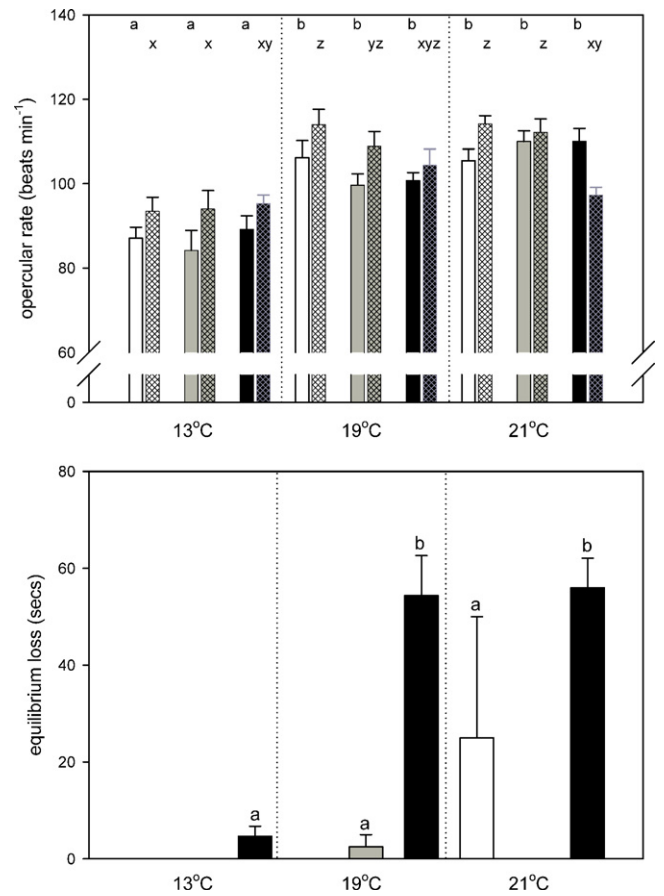 140
a a a b b b b b b
x x xy z yz xyz z z xy
120
100
80
60
0
opercular rate (beats min⁻¹)
13°C 19°C 21°C
80
60
40
20
0
equilibrium loss (secs)
a a b a b
13°C 19°C 21°C